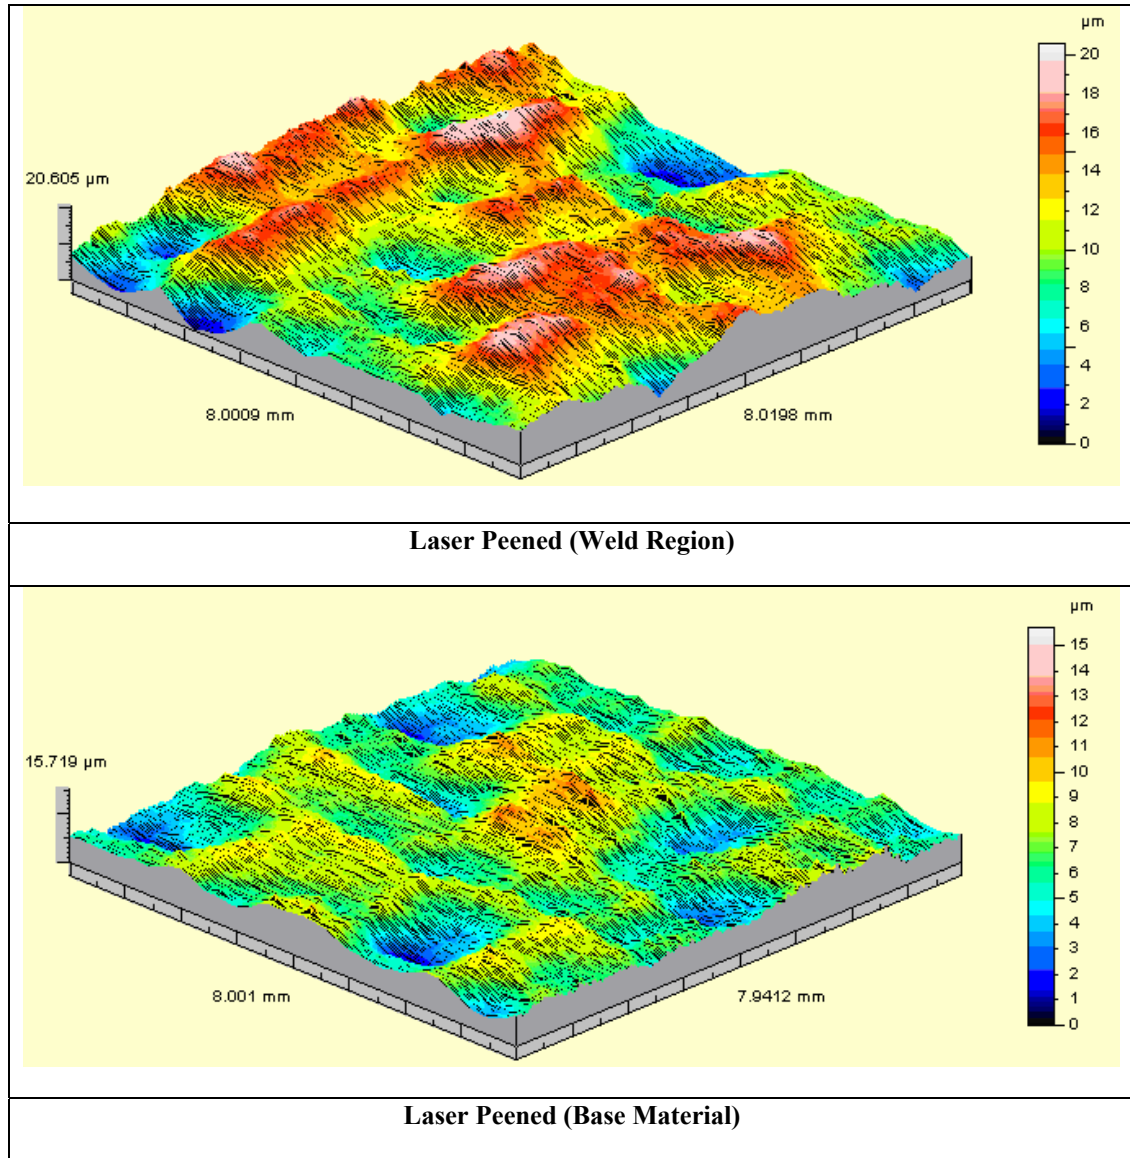 µm
20
18
16
14
12
10
8
6
4
2
0
20.605 µm
8.0009 mm
8.0198 mm
Laser Peened (Weld Region)
µm
15
14
13
12
11
10
9
8
7
6
5
4
3
2
1
0
15.719 µm
8.001 mm
7.9412 mm
Laser Peened (Base Material)